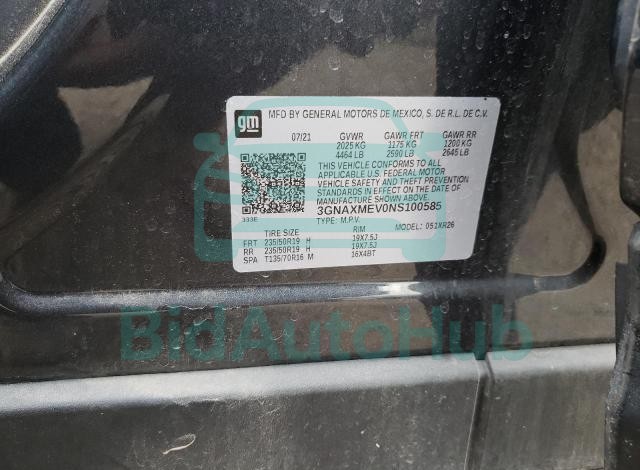 MFD BY GENERAL MOTORS DE MEXICO, S. DE R.L. DE C.V.
gm
07/21 GVWR GAWR FRT GAWR RR
2025 KG 1175 KG 1200 KG
4464 LB 2590 LB 2645 LB
THIS VEHICLE CONFORMS TO ALL
APPLICABLE U.S. FEDERAL MOTOR
VEHICLE SAFETY, BUMPER, AND
THEFT PREVENTION STANDARDS
IN EFFECT ON THE DATE OF
MANUFACTURE SHOWN ABOVE.
3GNAXMEV0NS100585
333E TYPE: M.P.V. MODEL: 051XR26
TIRE SIZE RIM
FRT 235/50R19 H 19X7.5J
RR 235/50R19 H 19X7.5J
SPA T135/70R16 M 16X4BT
BidAutoHub